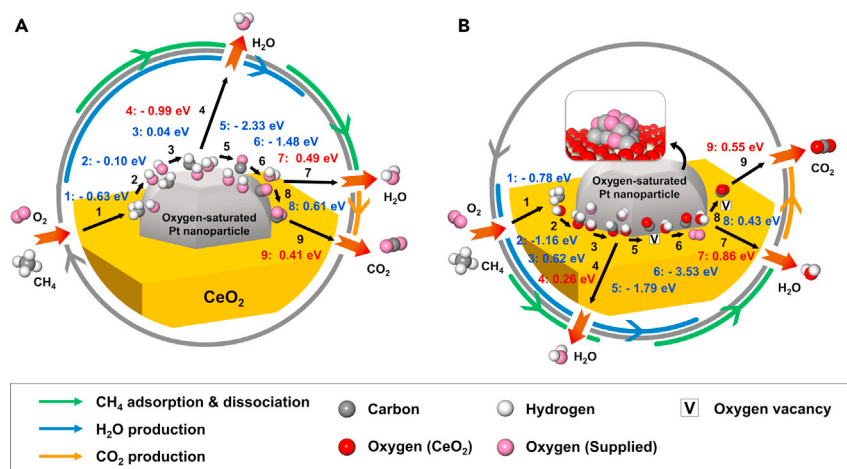 A
H₂O
4: - 0.99 eV
4
3: 0.04 eV
5: - 2.33 eV
6: - 1.48 eV
7: 0.49 eV
2: - 0.10 eV
3
5
6
7
2
8
1: - 0.63 eV
1
Oxygen-saturated
Pt nanoparticle
8: 0.61 eV
H₂O
O₂
9
9: 0.41 eV
CO₂
CH₄
CeO₂
B
9: 0.55 eV
9
CO₂
1: - 0.78 eV
Oxygen-saturated
Pt nanoparticle
1
V
O₂
2
8
8: 0.43 eV
2: -1.16 eV
3
5
V
6
7
3: 0.62 eV
4
7: 0.86 eV
4: 0.26 eV
6: - 3.53 eV
CH₄
5: - 1.79 eV
H₂O
H₂O
CH₄ adsorption & dissociation
Carbon
Hydrogen
V
Oxygen vacancy
H₂O production
Oxygen (CeO₂)
Oxygen (Supplied)
CO₂ production